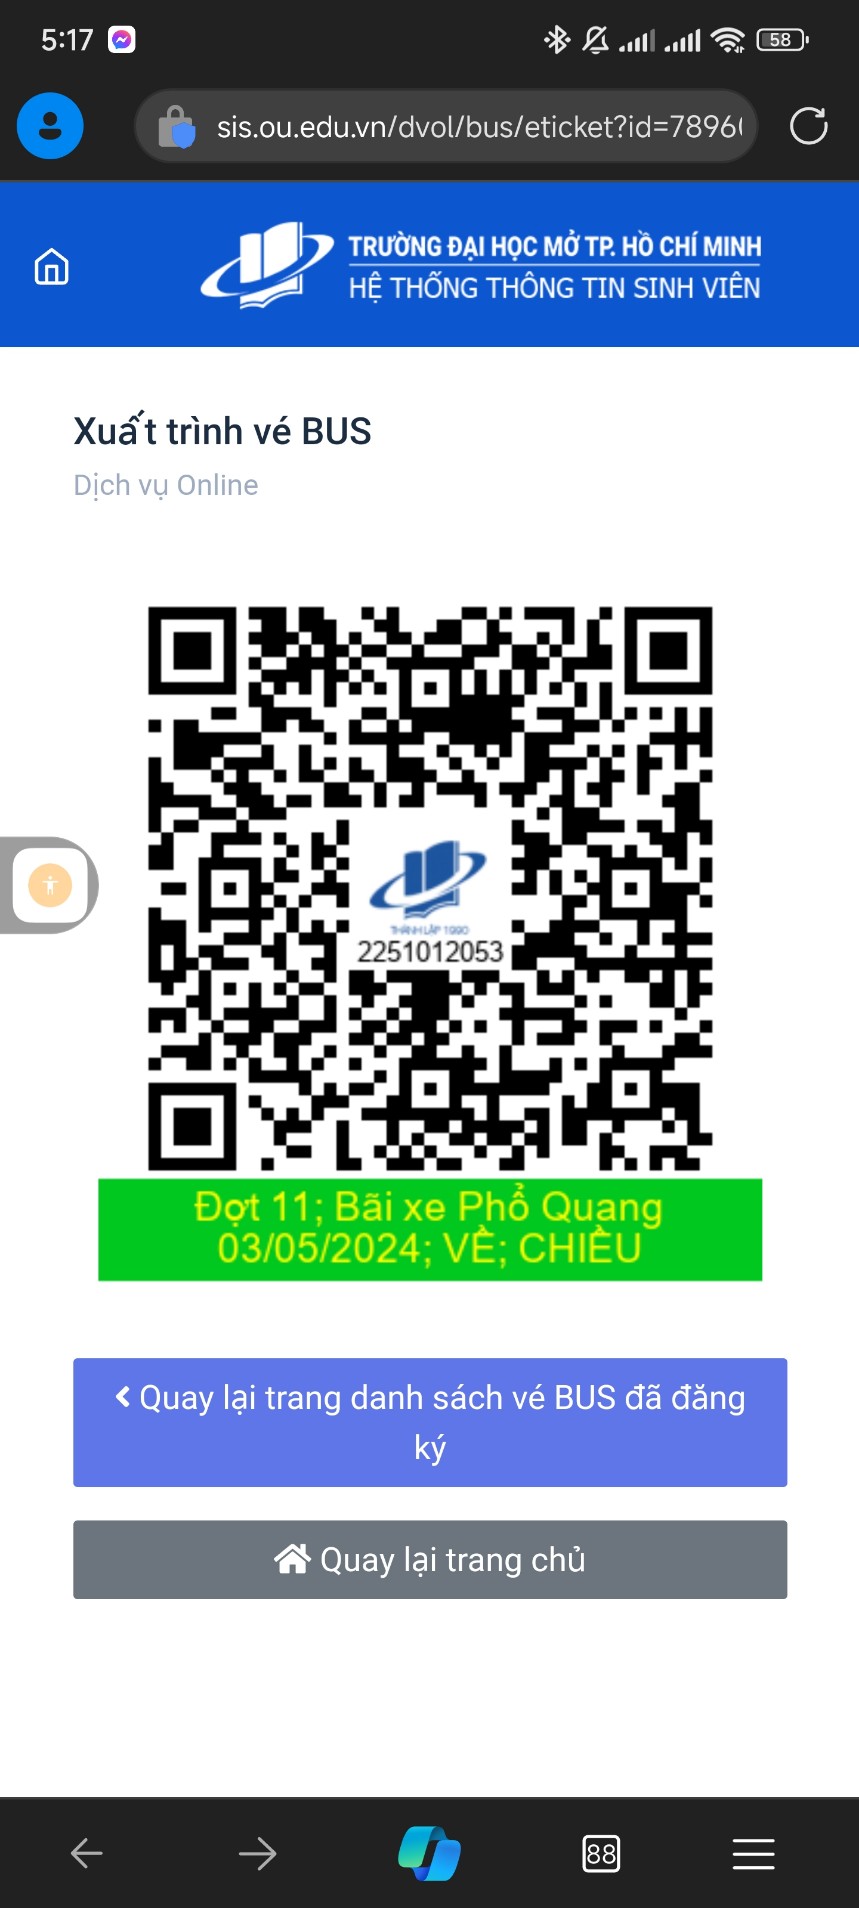 5:17
58
sis.ou.edu.vn/dvol/bus/eticket?id=7896
TRƯỜNG ĐẠI HỌC MỞ TP. HỒ CHÍ MINH
HỆ THỐNG THÔNG TIN SINH VIÊN
Xuất trình vé BUS
Dịch vụ Online
THÀNH LẬP 1990
2251012053
Đợt 11; Bãi xe Phổ Quang
03/05/2024; VỀ; CHIỀU
Quay lại trang danh sách vé BUS đã đăng
ký
Quay lại trang chủ
88